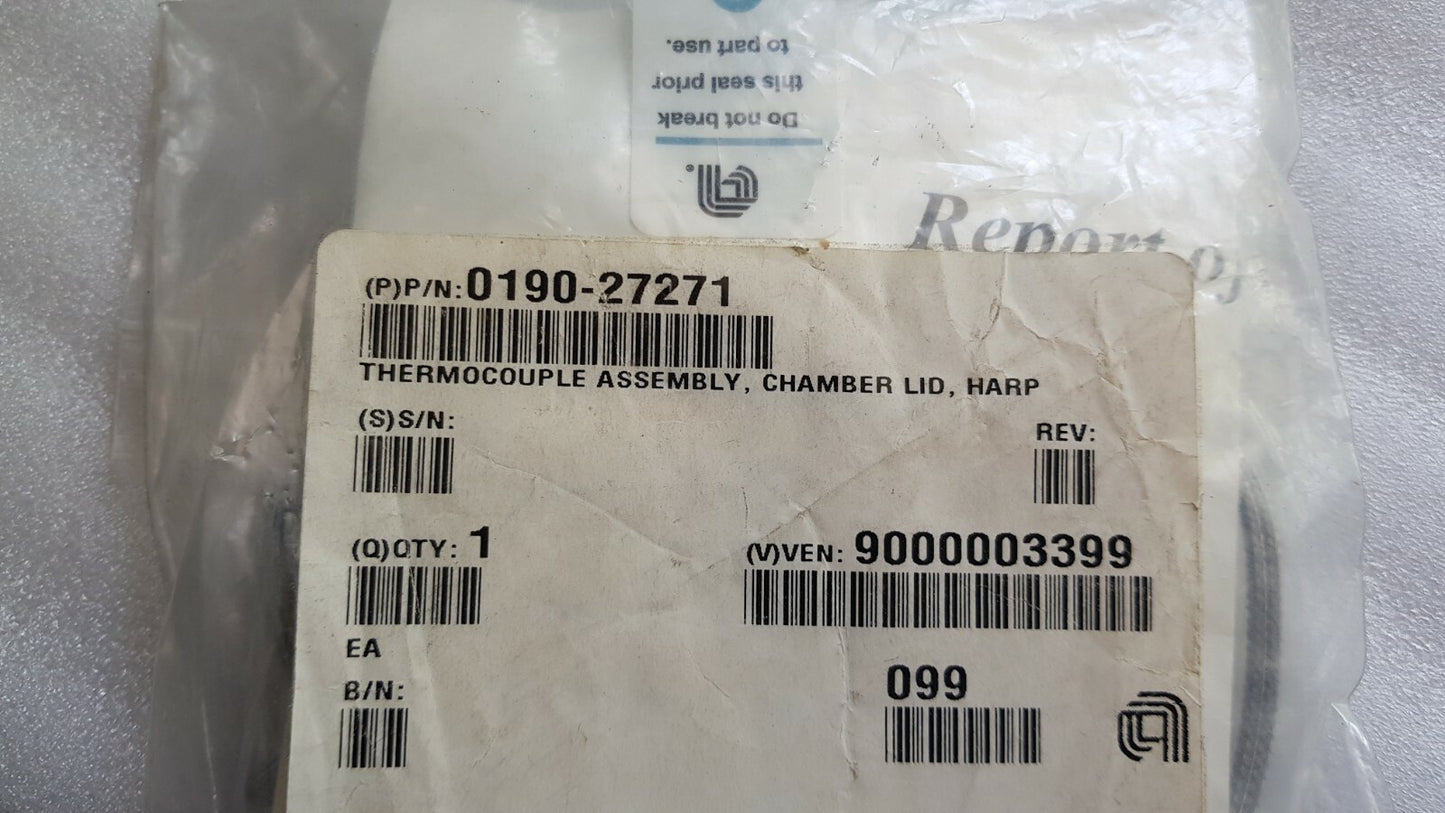 Do not break
this seal prior
to part use.
Report of
(P)P/N: 0190-27271
THERMOCOUPLE ASSEMBLY, CHAMBER LID, HARP
(S)S/N:
REV:
(Q)QTY: 1
(V)VEN: 9000003399
EA
B/N:
099